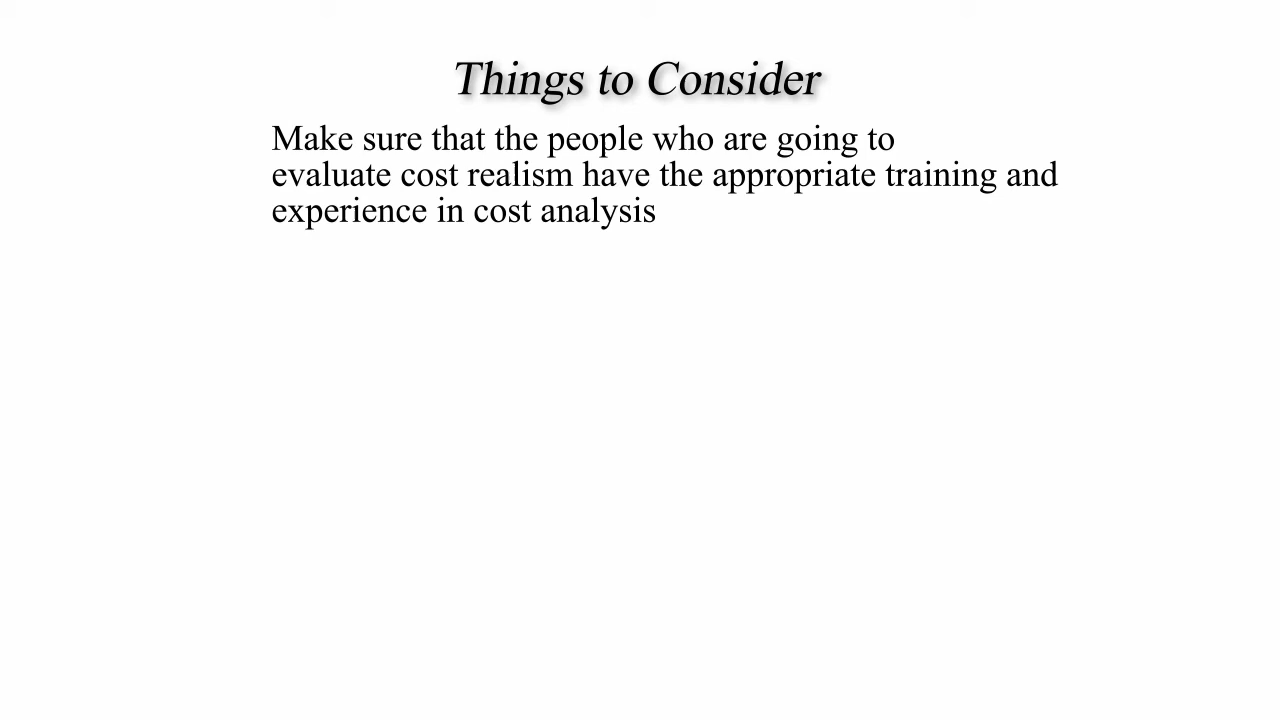 Things to Consider
Make sure that the people who are going to
evaluate cost realism have the appropriate training and
experience in cost analysis